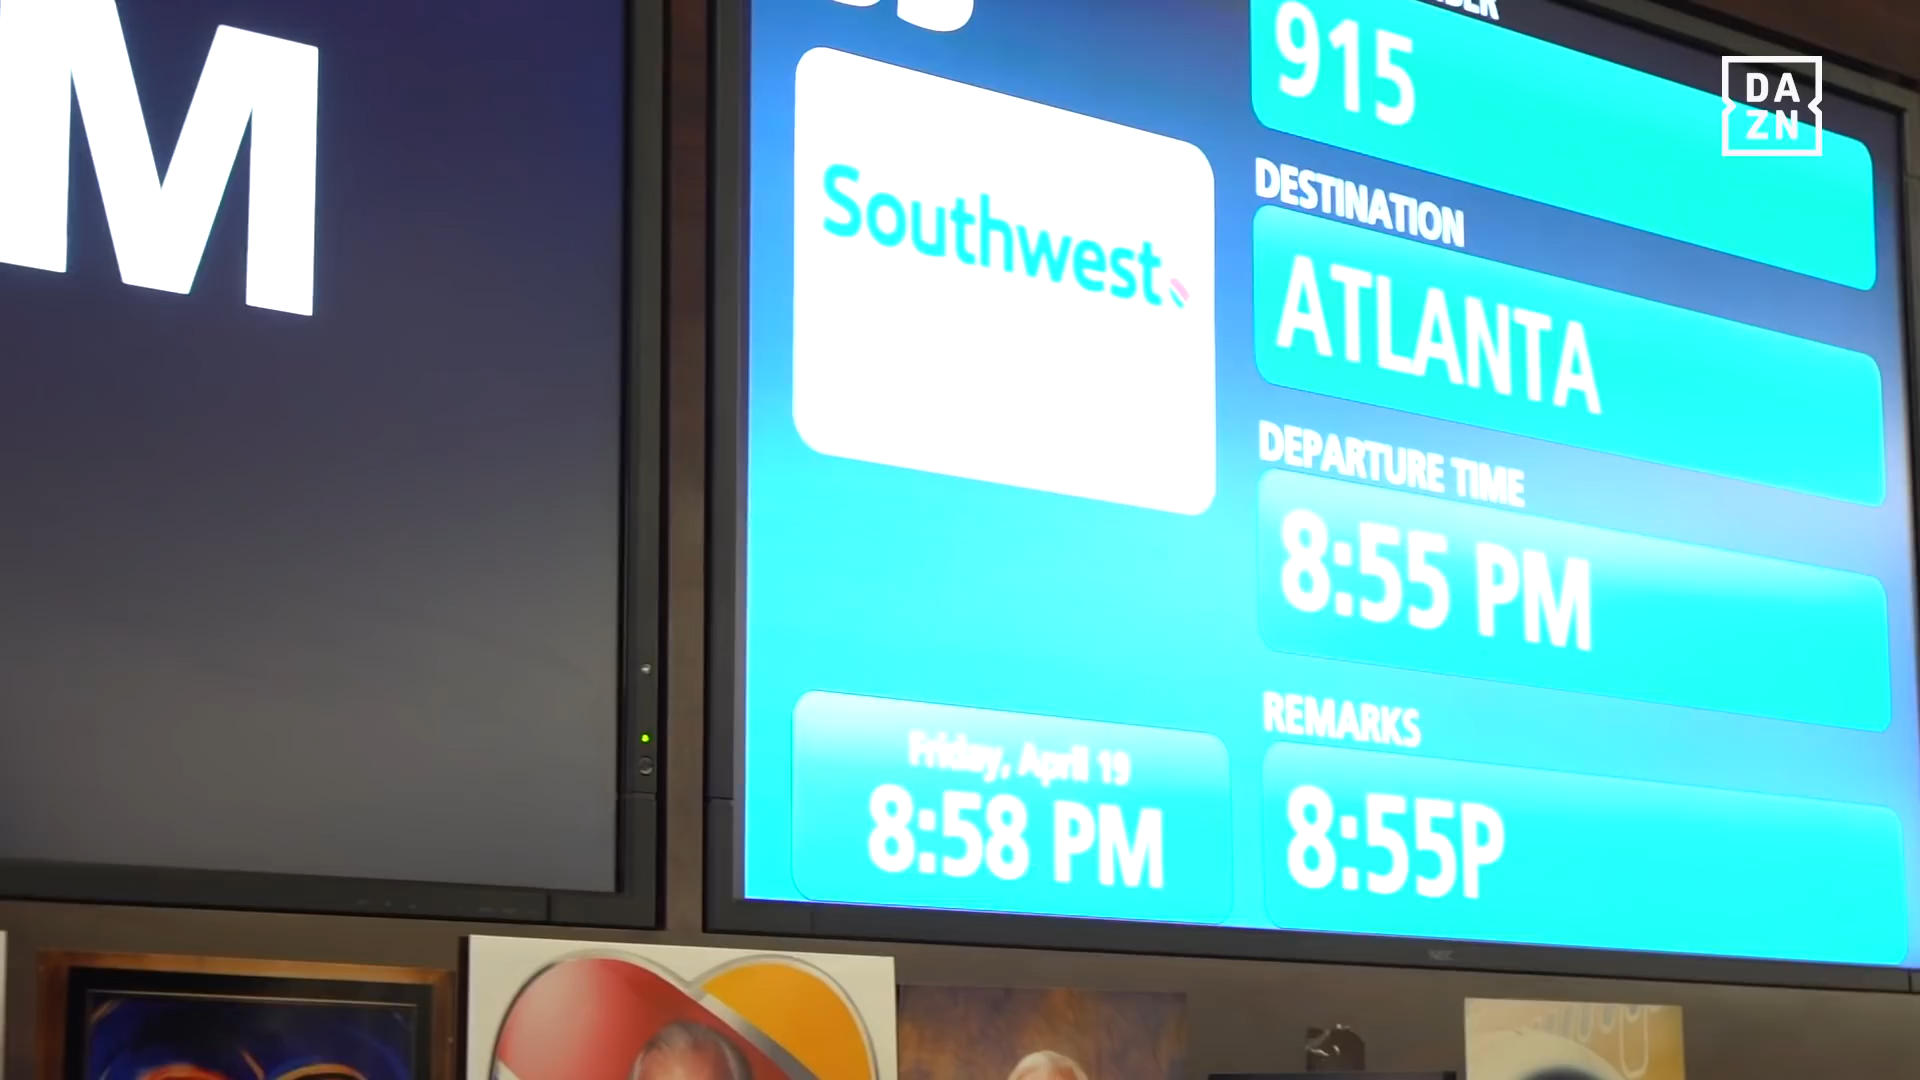 M
915
DA
ZN
Southwest
DESTINATION
ATLANTA
DEPARTURE TIME
8:55 PM
REMARKS
8:55P
Friday, April 19
8:58 PM
NEC